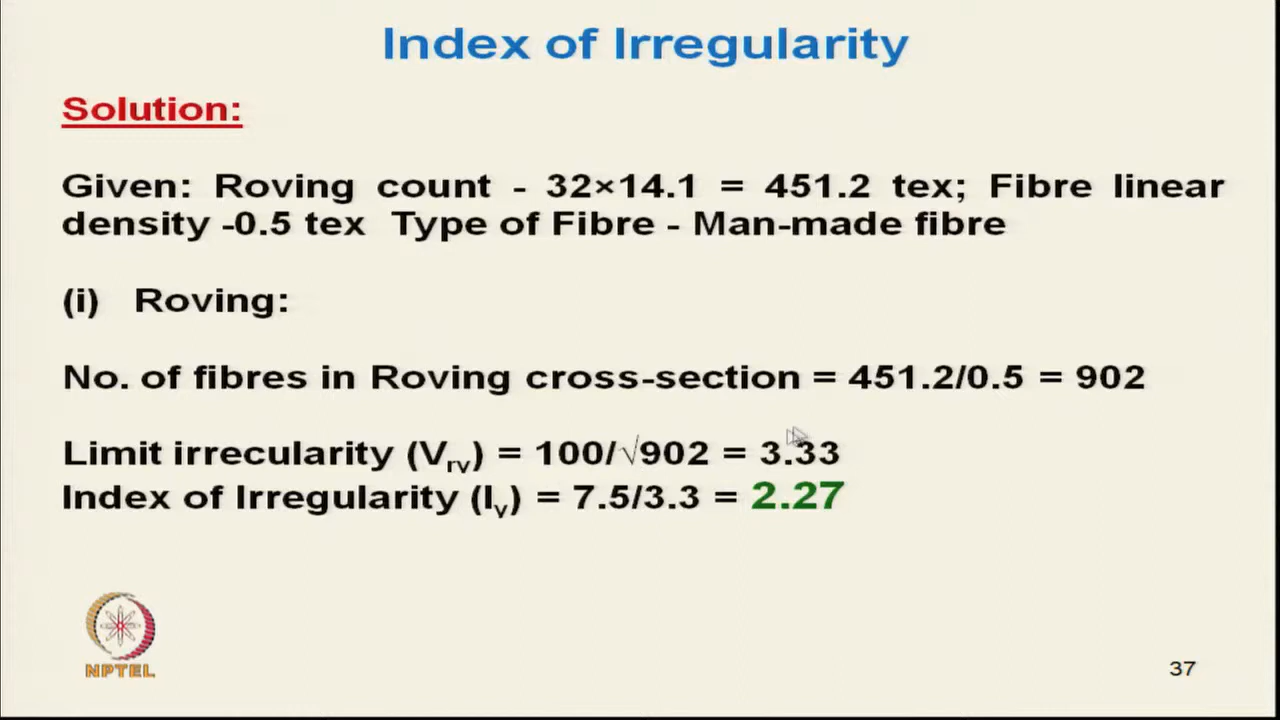 Index of Irregularity
Solution:
Given: Roving count - 32×14.1 = 451.2 tex; Fibre linear
density -0.5 tex Type of Fibre - Man-made fibre
(i) Roving:
No. of fibres in Roving cross-section = 451.2/0.5 = 902
Limit irrecularity (Vrv) = 100/√902 = 3.33
Index of Irregularity (Iv) = 7.5/3.3 = 2.27
NPTEL
37